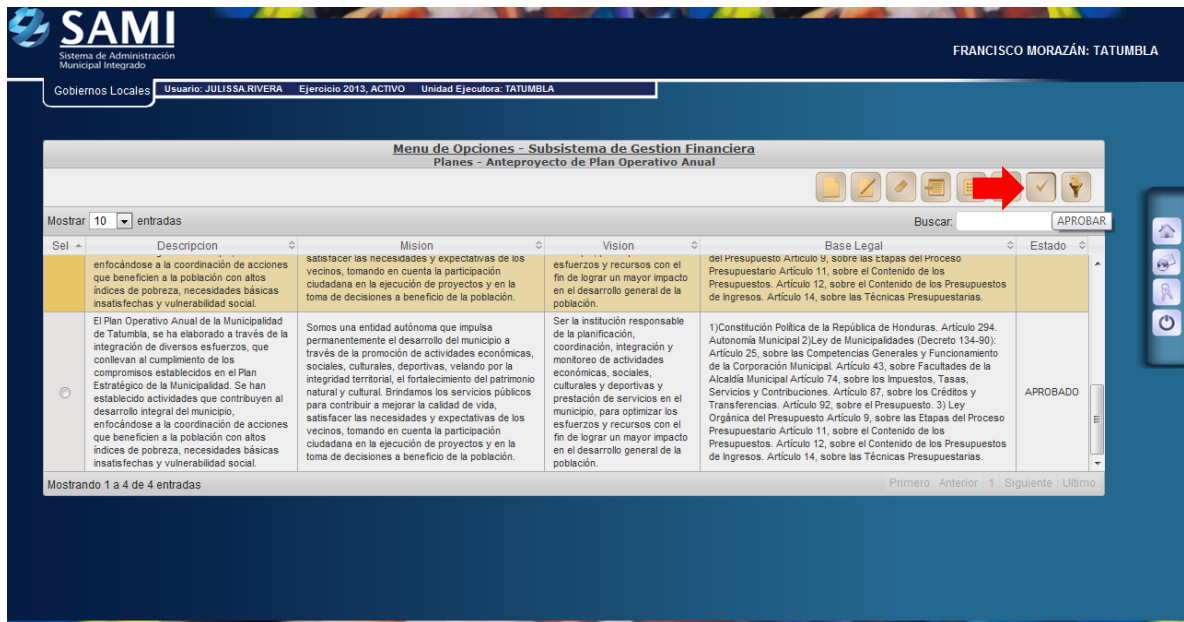 SAMI
Sistema de Administración
Municipal Integrado
FRANCISCO MORAZÁN: TATUMBLA
Gobiernos Locales
Usuario: JULISSA.RIVERA Ejercicio 2013, ACTIVO Unidad Ejecutora: TATUMBLA
Menu de Opciones - Subsistema de Gestion Financiera
Planes - Anteproyecto de Plan Operativo Anual
Mostrar 10 entradas
Buscar:
APROBAR
Sel Descripcion Mision Vision Base Legal Estado
enfocándose a la coordinación de acciones
que beneficien a la población con altos
índices de pobreza, necesidades básicas
insatisfechas y vulnerabilidad social.
satisfacer las necesidades y expectativas de los
vecinos, tomando en cuenta la participación
ciudadana en la ejecución de proyectos y en la
toma de decisiones a beneficio de la población.
esfuerzos y recursos con el
fin de lograr un mayor impacto
en el desarrollo general de la
población.
del Presupuesto Artículo 9, sobre las Etapas del Proceso
Presupuestario Artículo 11, sobre el Contenido de los
Presupuestos. Artículo 12, sobre el Contenido de los Presupuestos
de Ingresos. Artículo 14, sobre las Técnicas Presupuestarias.
El Plan Operativo Anual de la Municipalidad
de Tatumbla, se ha elaborado a través de la
integración de diversos esfuerzos, que
conllevan al cumplimiento de los
compromisos establecidos en el Plan
Estratégico de la Municipalidad. Se han
establecido actividades que contribuyen al
desarrollo integral del municipio,
enfocándose a la coordinación de acciones
que beneficien a la población con altos
índices de pobreza, necesidades básicas
insatisfechas y vulnerabilidad social.
Somos una entidad autónoma que impulsa
permanentemente el desarrollo del municipio a
través de la promoción de actividades económicas,
sociales, culturales, deportivas, velando por la
integridad territorial, el fortalecimiento del patrimonio
natural y cultural. Brindamos los servicios públicos
para contribuir a mejorar la calidad de vida,
satisfacer las necesidades y expectativas de los
vecinos, tomando en cuenta la participación
ciudadana en la ejecución de proyectos y en la
toma de decisiones a beneficio de la población.
Ser la institución responsable
de la planificación,
coordinación, integración y
monitoreo de actividades
económicas, sociales,
culturales y deportivas y
prestación de servicios en el
municipio, para optimizar los
esfuerzos y recursos con el
fin de lograr un mayor impacto
en el desarrollo general de la
población.
1)Constitución Política de la República de Honduras. Artículo 294.
Autonomía Municipal 2)Ley de Municipalidades (Decreto 134-90):
Artículo 25, sobre las Competencias Generales y Funcionamiento
de la Corporación Municipal. Artículo 43, sobre Facultades de la
Alcaldía Municipal Artículo 74, sobre los Impuestos, Tasas,
Servicios y Contribuciones. Artículo 87, sobre los Créditos y
Transferencias. Artículo 92, sobre el Presupuesto. 3) Ley
Orgánica del Presupuesto Artículo 9, sobre las Etapas del Proceso
Presupuestario Artículo 11, sobre el Contenido de los
Presupuestos. Artículo 12, sobre el Contenido de los Presupuestos
de Ingresos. Artículo 14, sobre las Técnicas Presupuestarias.
APROBADO
Mostrando 1 a 4 de 4 entradas
Primero Anterior 1 Siguiente Ultimo